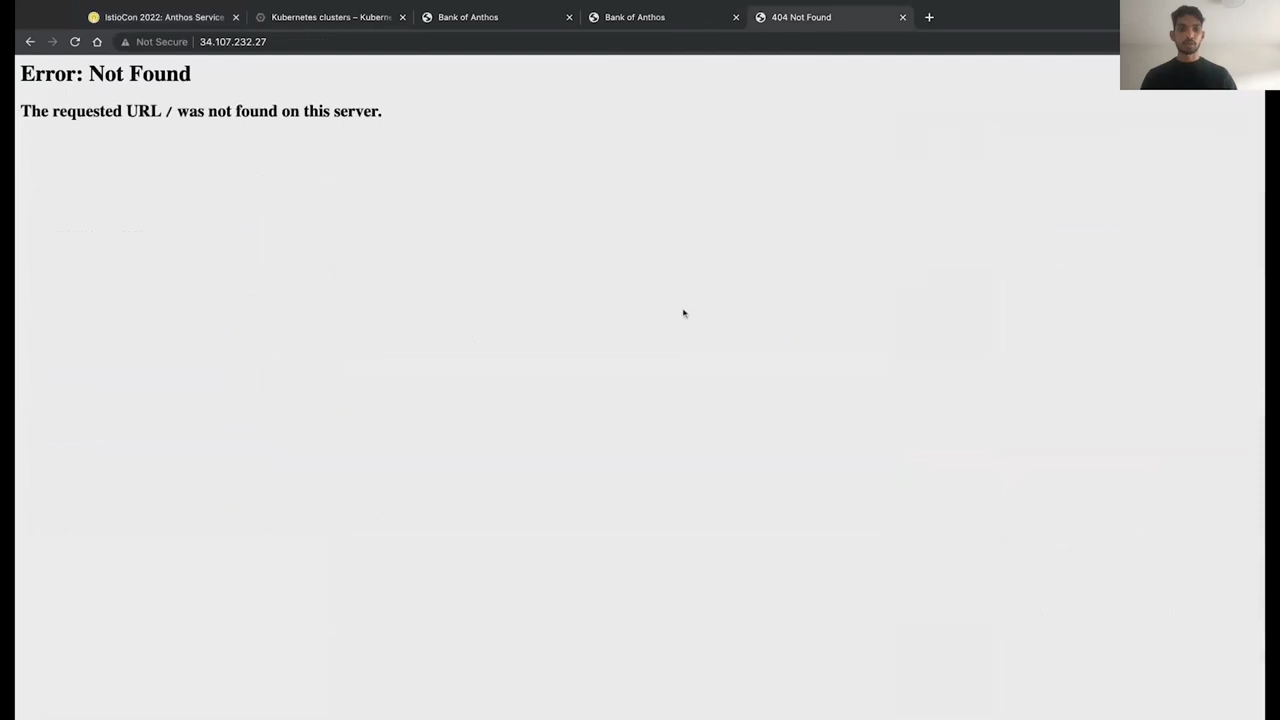 IstioCon 2022: Anthos Service
Kubernetes clusters – Kubern
Bank of Anthos
Bank of Anthos
404 Not Found
Not Secure
34.107.232.27
Error: Not Found
The requested URL / was not found on this server.